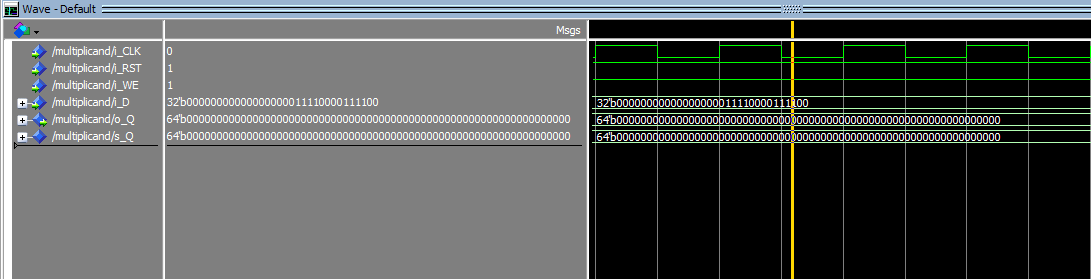 Wave - Default
Msgs
/multiplicand/i_CLK 0
/multiplicand/i_RST 1
/multiplicand/i_WE 1
/multiplicand/i_D 32'b00000000000000000011110000111100 32'b00000000000000000011110000111100
/multiplicand/o_Q 64'b0000000000000000000000000000000000000000000000000000000000000000 64'b0000000000000000000000000000000000000000000000000000000000000000
/multiplicand/s_Q 64'b0000000000000000000000000000000000000000000000000000000000000000 64'b0000000000000000000000000000000000000000000000000000000000000000